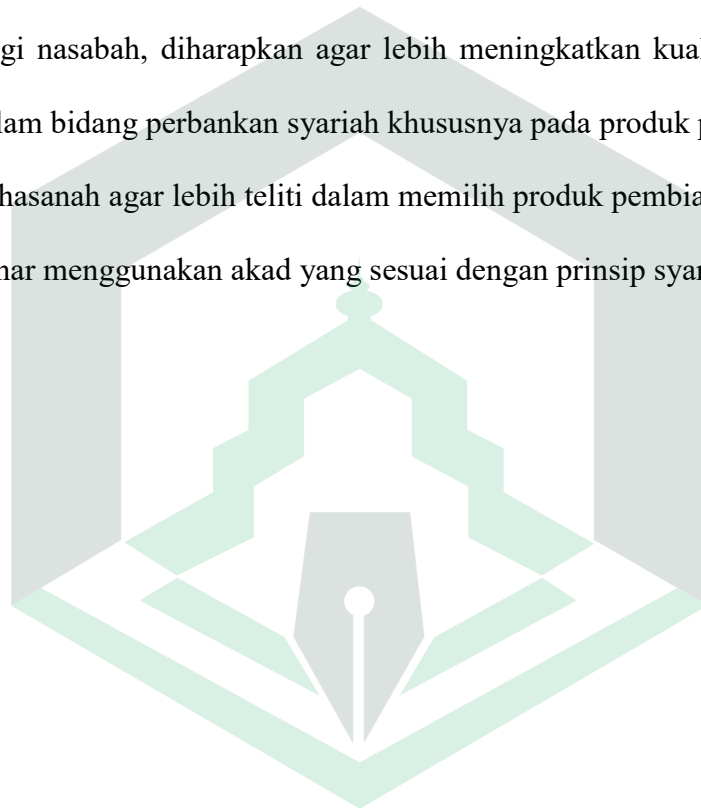 gi nasabah, diharapkan agar lebih meningkatkan kual
lam bidang perbankan syariah khususnya pada produk p
hasanah agar lebih teliti dalam memilih produk pembia
nar menggunakan akad yang sesuai dengan prinsip syar